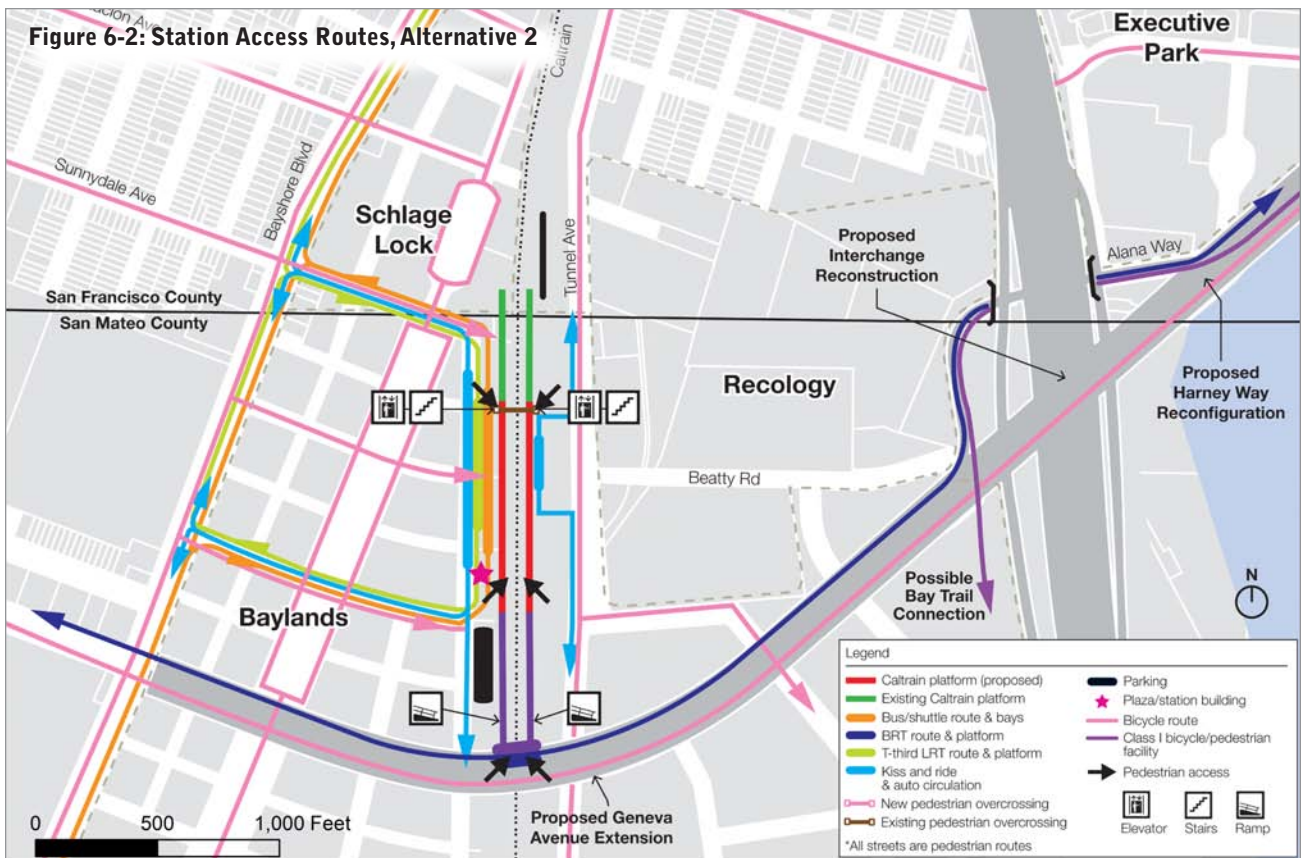 Figure 6-2: Station Access Routes, Alternative 2
Caltrain
Executive
Park
Sunnydale Ave
Bayshore Blvd
Schlage
Lock
Tunnel Ave
Proposed
Interchange
Reconstruction
Alana Way
San Francisco County
San Mateo County
Recology
Proposed
Harney Way
Reconfiguration
Beatty Rd
Baylands
Possible
Bay Trail
Connection
N
Proposed Geneva
Avenue Extension
0 500 1,000 Feet
Legend
Caltrain platform (proposed)
Existing Caltrain platform
Bus/shuttle route & bays
BRT route & platform
T-third LRT route & platform
Kiss and ride
& auto circulation
New pedestrian overcrossing
Existing pedestrian overcrossing
*All streets are pedestrian routes
Parking
Plaza/station building
Bicycle route
Class I bicycle/pedestrian
facility
Pedestrian access
Elevator Stairs Ramp